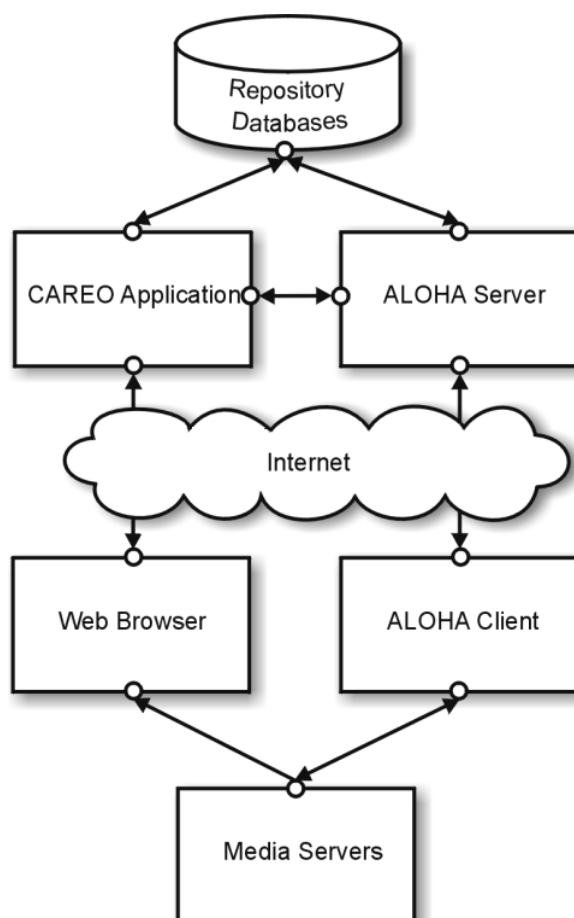 Repository
Databases
CAREO Application
ALOHA Server
Internet
Web Browser
ALOHA Client
Media Servers